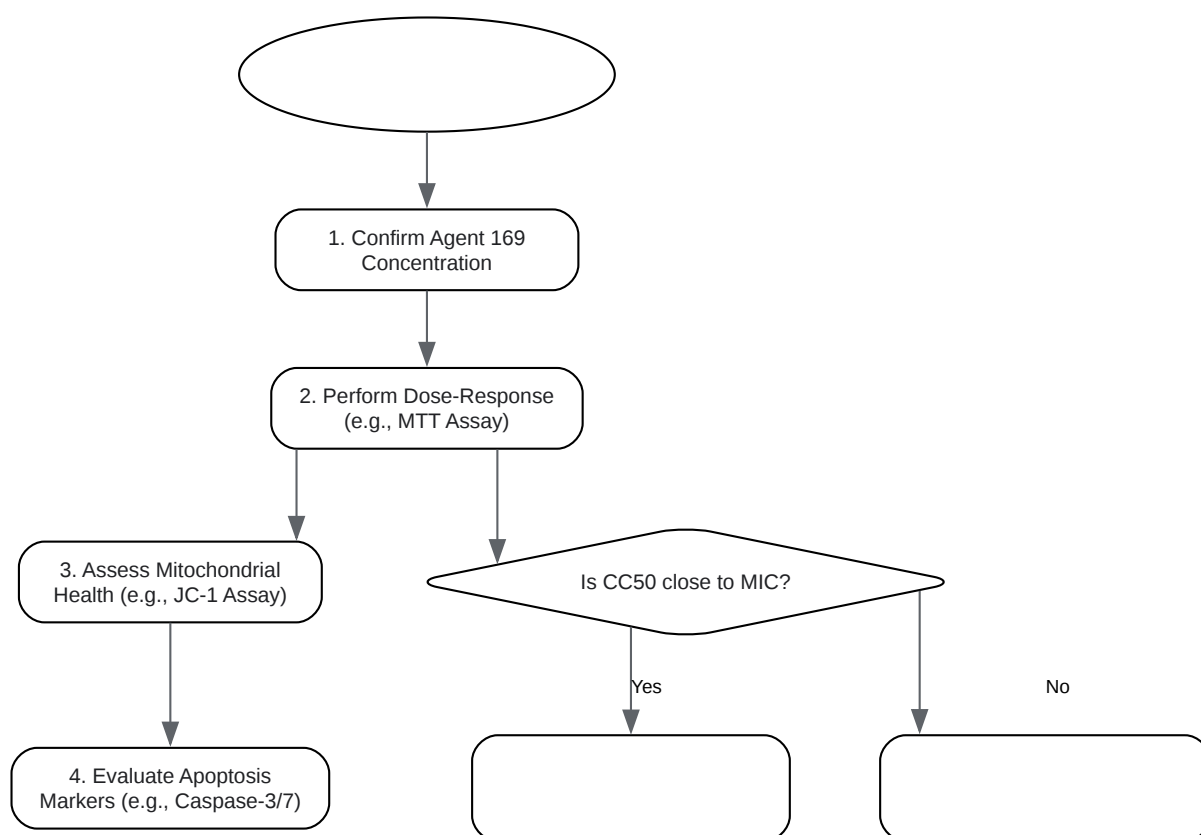 1. Confirm Agent 169
Concentration
2. Perform Dose-Response
(e.g., MTT Assay)
3. Assess Mitochondrial
Health (e.g., JC-1 Assay)
Is CC50 close to MIC?
Yes
No
4. Evaluate Apoptosis
Markers (e.g., Caspase-3/7)